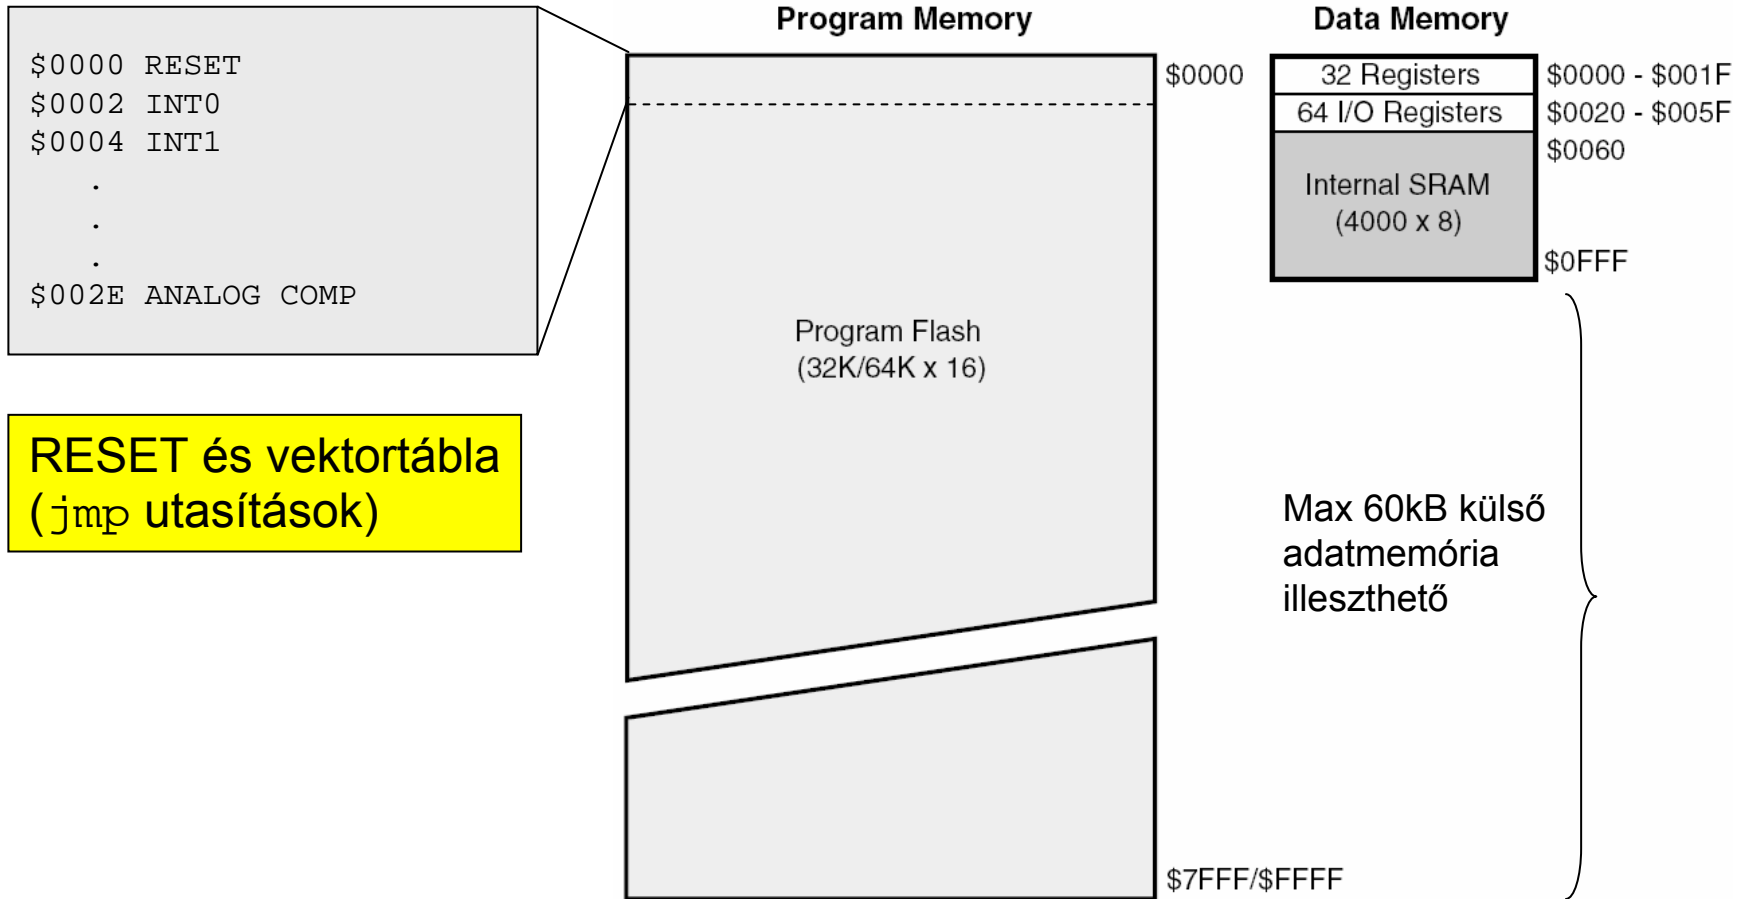 $0000 RESET
$0002 INT0
$0004 INT1
.
.
.
$002E ANALOG COMP
RESET és vektortábla
(jmp utasítások)
Program Memory
$0000
Program Flash
(32K/64K x 16)
$7FFF/$FFFF
Data Memory
32 Registers
$0000 - $001F
64 I/O Registers
$0020 - $005F
$0060
Internal SRAM
(4000 x 8)
$0FFF
Max 60kB külső
adatmemória
illeszthető